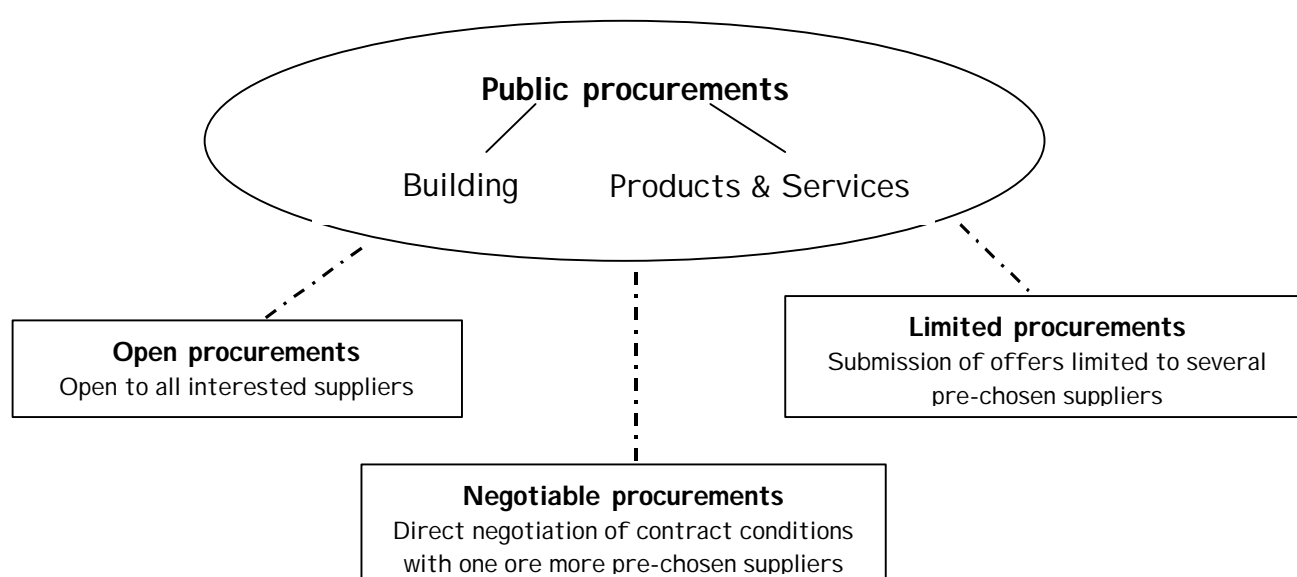 Public procurements
Building
Products & Services
Open procurements
Open to all interested suppliers
Limited procurements
Submission of offers limited to several
pre-chosen suppliers
Negotiable procurements
Direct negotiation of contract conditions
with one ore more pre-chosen suppliers